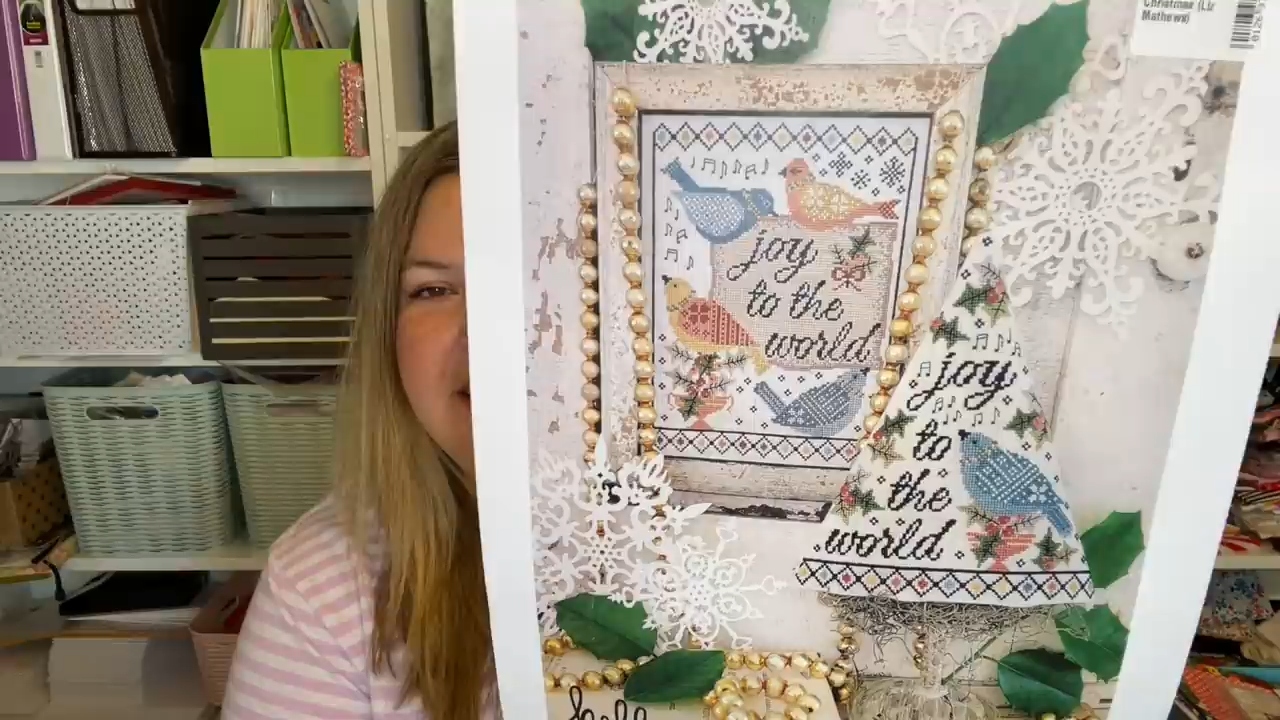 Christmas (Liz
Mathews)
joy
to the
world
joy
to
the
world